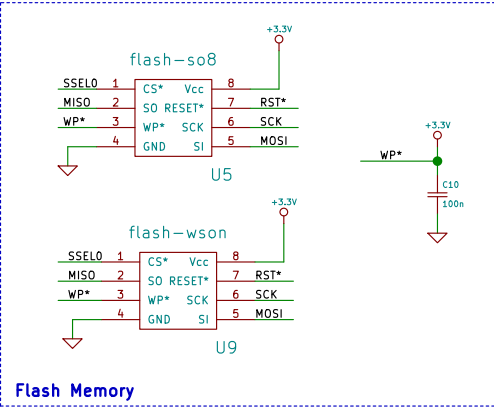 +3.3V
flash-so8
SSEL0 1 CS* Vcc 8
MISO 2 SO RESET* 7 RST*
WP* 3 WP* SCK 6 SCK
4 GND SI 5 MOSI
U5
+3.3V
WP*
C10
100n
+3.3V
flash-wson
SSEL0 1 CS* Vcc 8
MISO 2 SO RESET* 7 RST*
WP* 3 WP* SCK 6 SCK
4 GND SI 5 MOSI
U9
Flash Memory